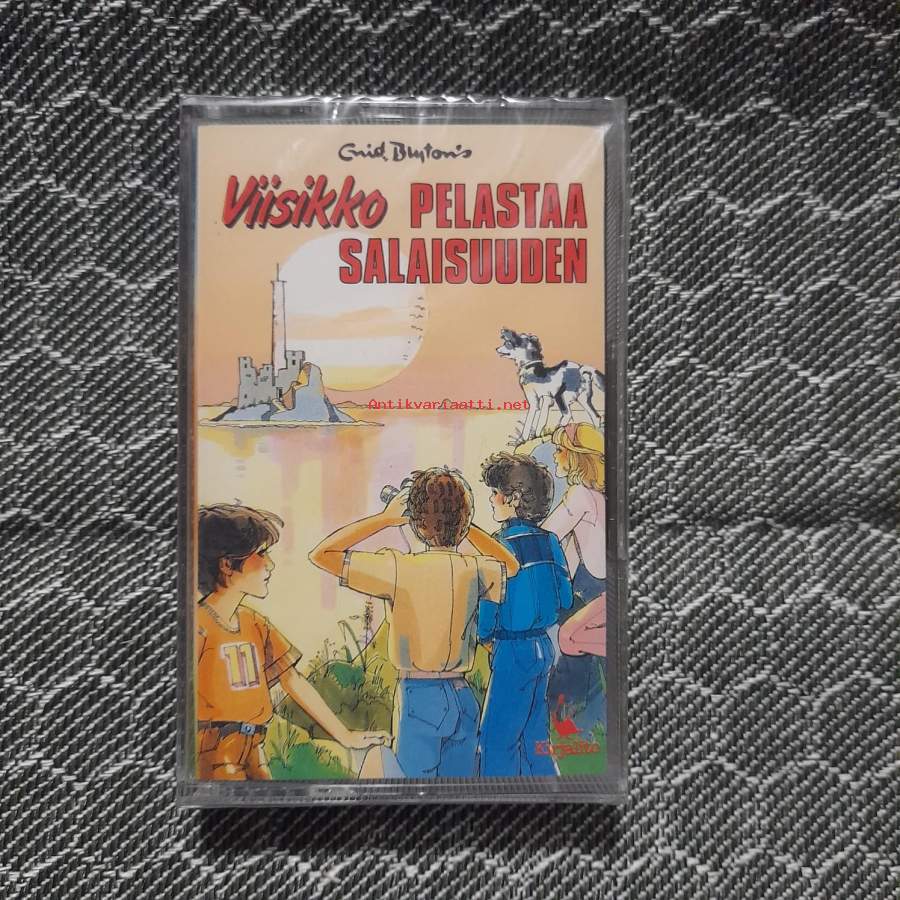 Enid Blyton's
Viisikko PELASTAA
SALAISUUDEN
Antikvariaatti.net
11
Kirjalito